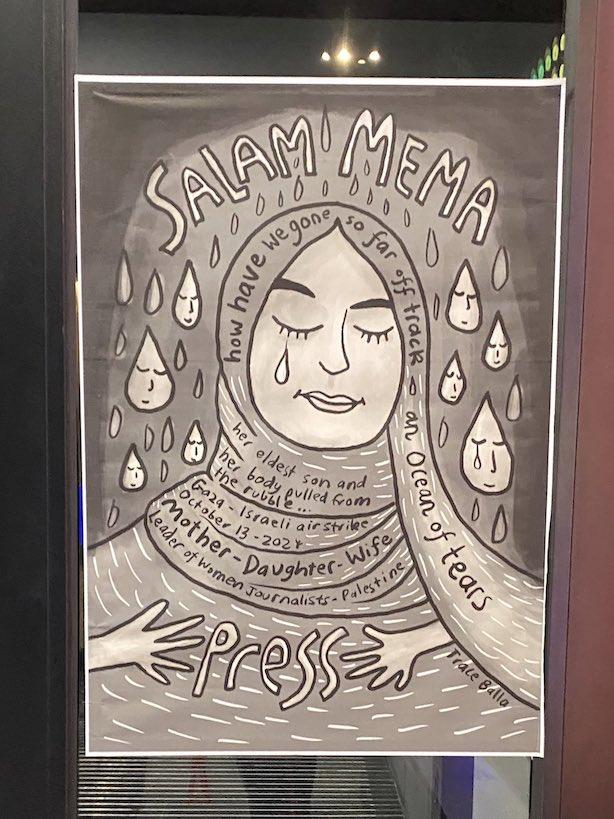 SALAM MEMA
how have we gone so far off track
an Ocean of tears
her eldest son and
her body pulled from
the rubble...
Gaza - Israeli airstrike
October 13 - 2024
Mother - Daughter - Wife
Leader of Women Journalists - Palestine
Press
Trace Balla